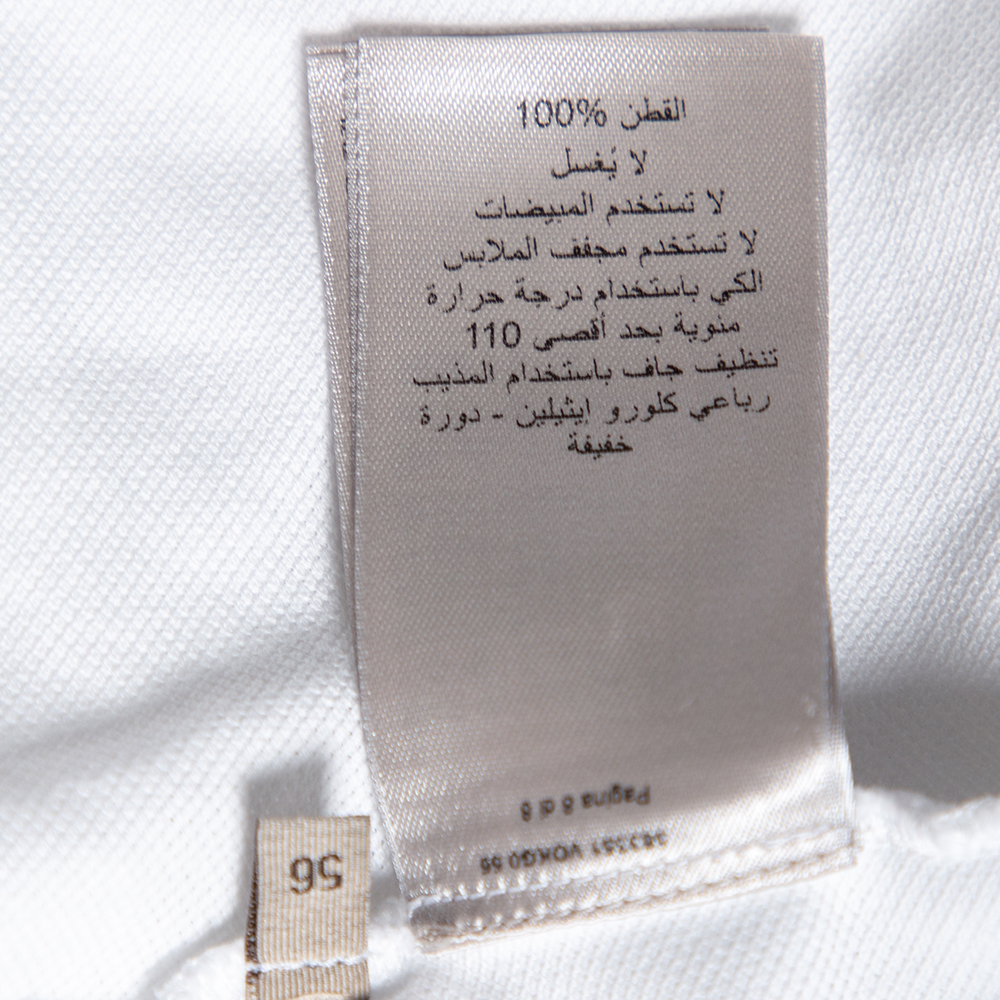 القطن %100
لا يُغسل
لا تستخدم المبيضات
لا تستخدم مجفف الملابس
الكي باستخدام درجة حرارة
مئوية بحد أقصى 110
تنظيف جاف باستخدام المذيب
رباعي كلورو إيثيلين - دورة
خفيفة
Pagina 8 di 8
56